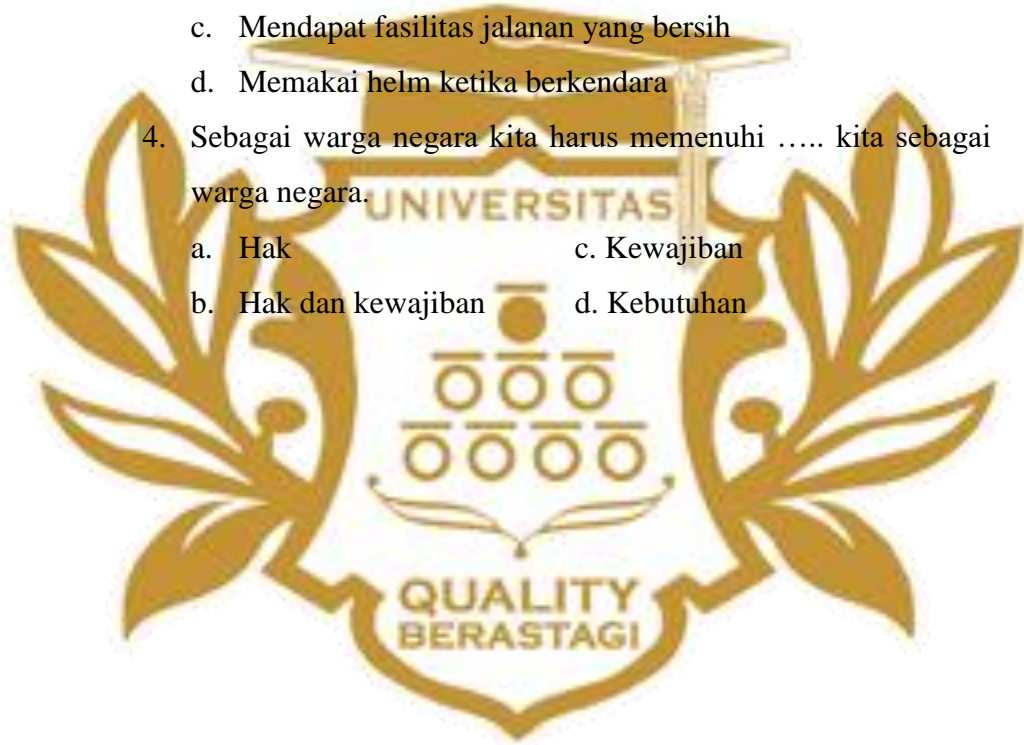 c. Mendapat fasilitas jalanan yang bersih
d. Memakai helm ketika berkendara
4. Sebagai warga negara kita harus memenuhi ….. kita sebagai
warga negara.
UNIVERSITAS
a. Hak c. Kewajiban
b. Hak dan kewajiban d. Kebutuhan
QUALITY
BERASTAGI